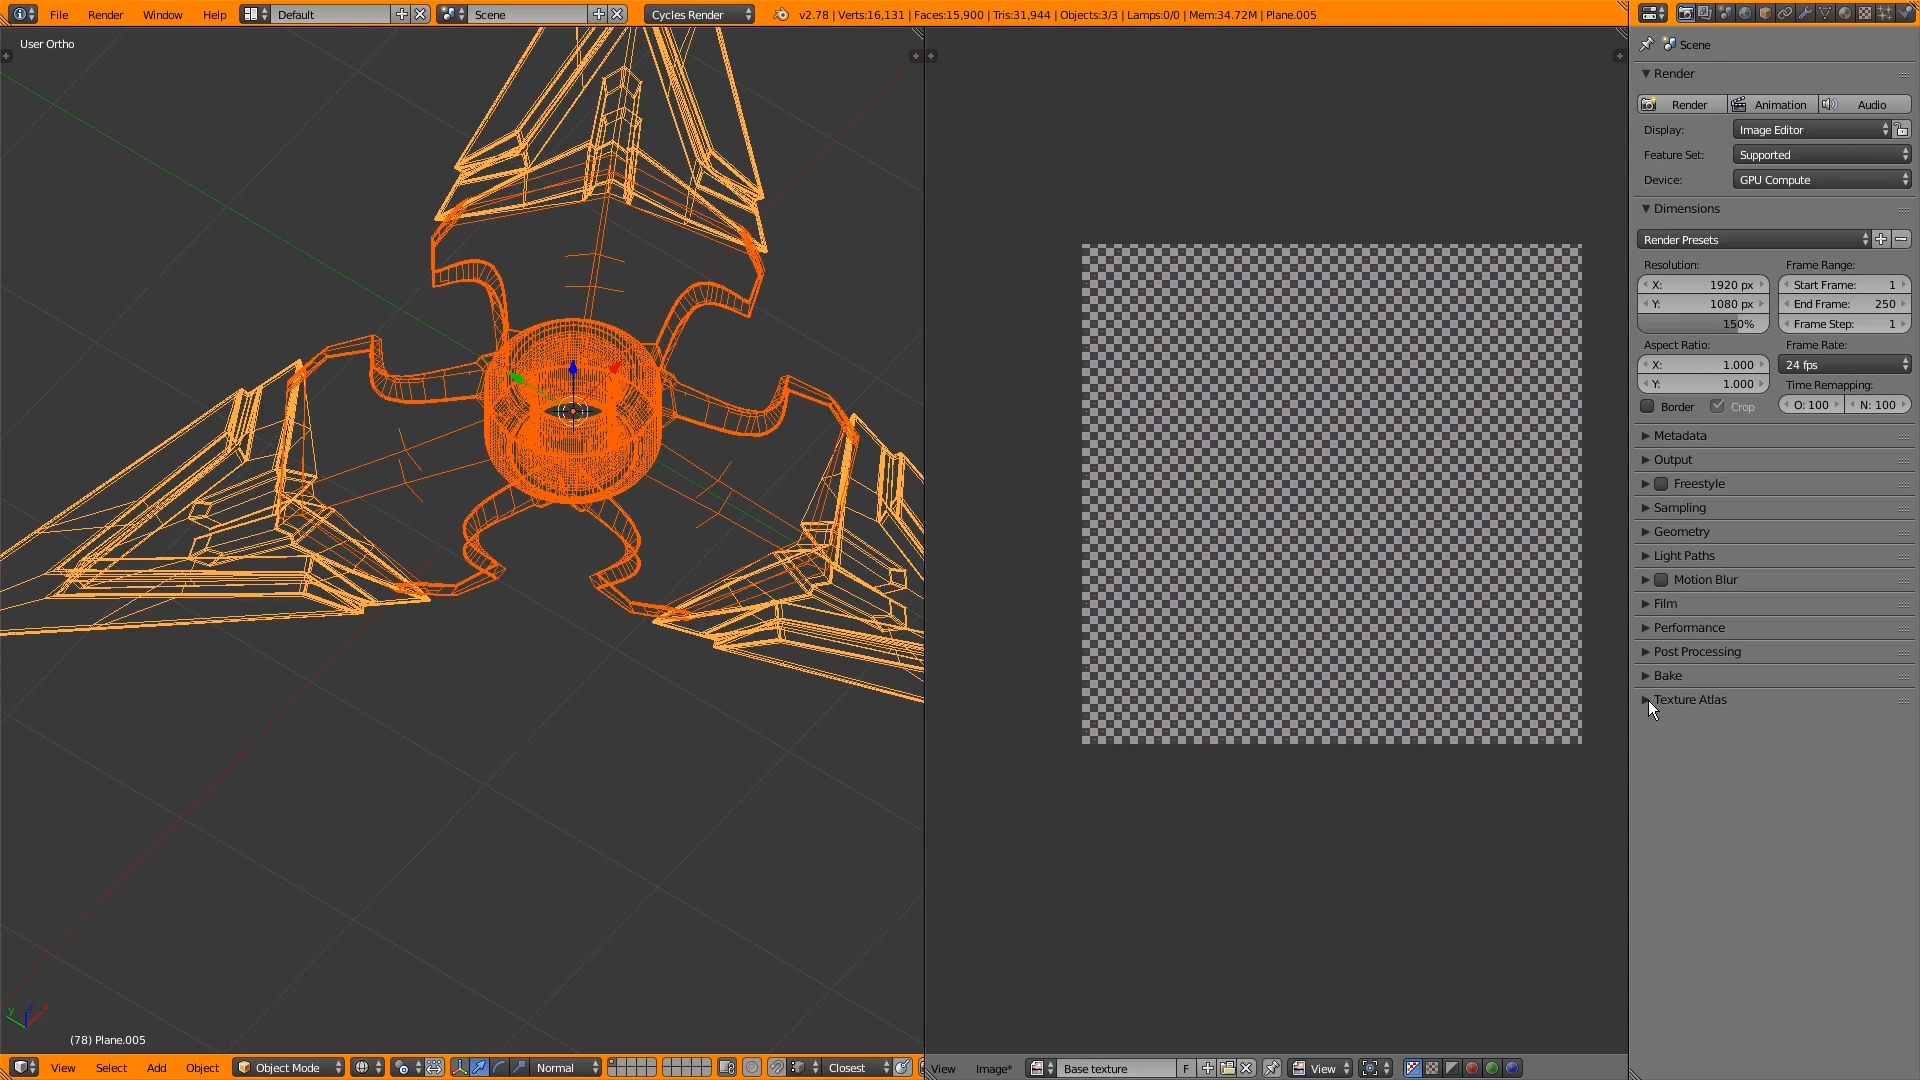 File Render Window Help Default Scene Cycles Render v2.78 | Verts:16,131 | Faces:15,900 | Tris:31,944 | Objects:3/3 | Lamps:0/0 | Mem:34.72M | Plane.005
User Ortho
Scene
Render
Render Animation Audio
Display: Image Editor
Feature Set: Supported
Device: GPU Compute
Dimensions
Render Presets
Resolution: Frame Range:
X: 1920 px Start Frame: 1
Y: 1080 px End Frame: 250
150% Frame Step: 1
Aspect Ratio: Frame Rate:
X: 1.000 24 fps
Y: 1.000 Time Remapping:
Border Crop O: 100 N: 100
Metadata
Output
Freestyle
Sampling
Geometry
Light Paths
Motion Blur
Film
Performance
Post Processing
Bake
Texture Atlas
y z x
(78) Plane.005
View Select Add Object Object Mode Normal Closest View Image* Base texture F View